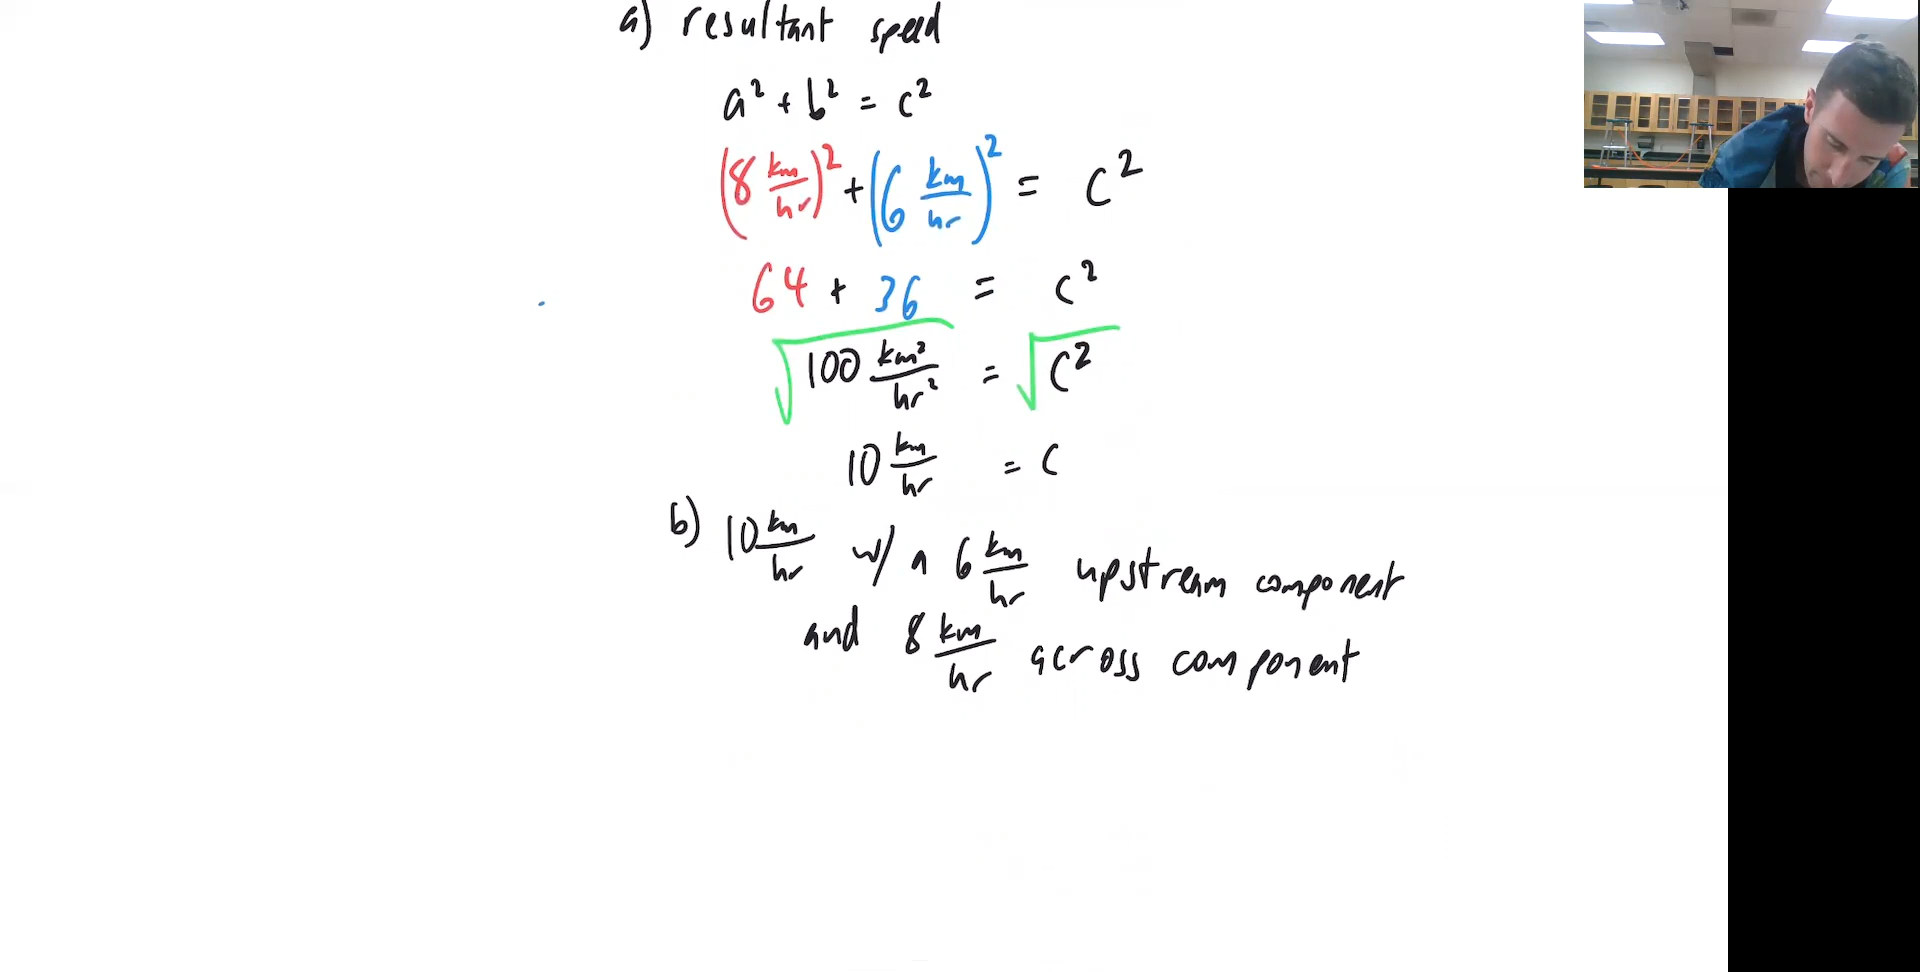 a) resultant speed
a² + b² = c²
(8 km/hr)² + (6 km/hr)² = c²
64 + 36 = c²
√100 km²/hr² = √c²
10 km/hr = c
b) 10 km/hr w/ a 6 km/hr upstream component
and 8 km/hr across component